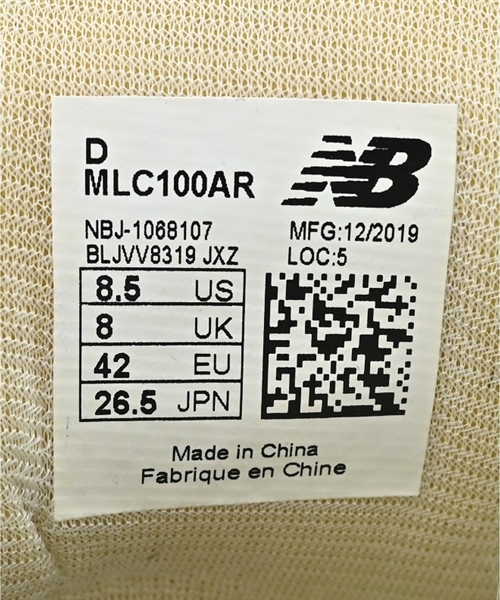 D
MLC100AR
NB
NBJ-1068107
BLJVV8319 JXZ
MFG:12/2019
LOC:5
8.5 US
8 UK
42 EU
26.5 JPN
Made in China
Fabrique en Chine